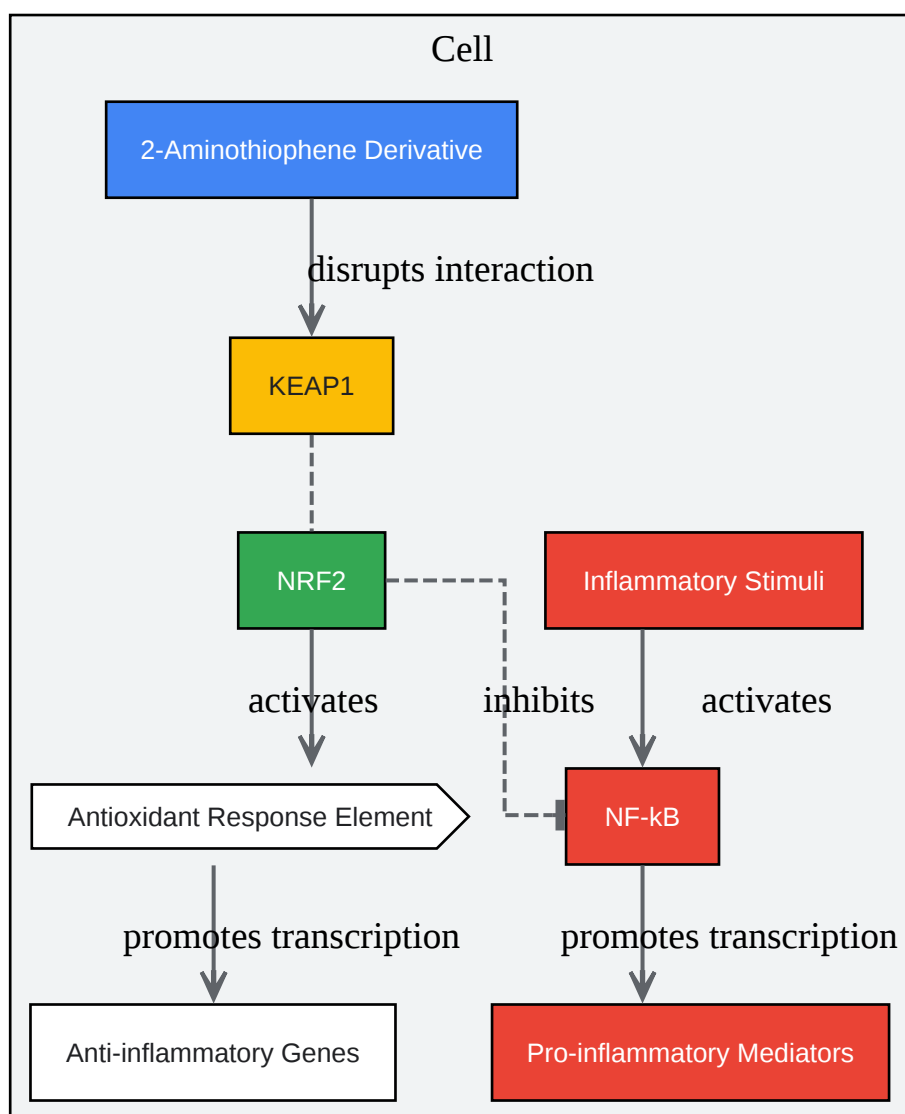 Cell
2-Aminothiophene Derivative
disrupts interaction
KEAP1
NRF2
Inflammatory Stimuli
activates
inhibits
activates
Antioxidant Response Element
NF-kB
promotes transcription
promotes transcription
Anti-inflammatory Genes
Pro-inflammatory Mediators